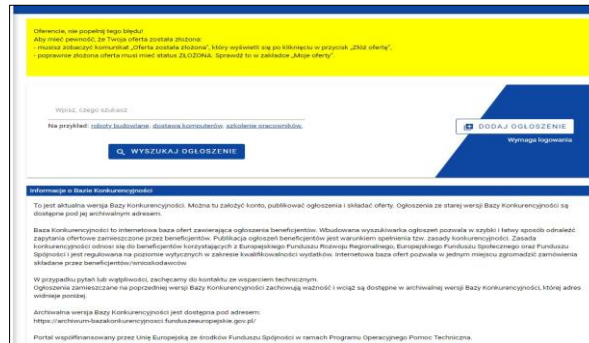 Oferencie, nie popełnij tego błędu!
Aby mieć pewność, że Twoja oferta została złożona:
- musisz zobaczyć komunikat „Oferta została złożona", który wyświetli się po kliknięciu w przycisk „Złóż ofertę",
- poprawnie złożona oferta musi mieć status ZŁOŻONA. Sprawdź to w zakładce „Moje oferty".
Wpisz, czego szukasz
Na przykład: roboty budowlane, dostawa komputerów, szkolenie pracowników,
WYSZUKAJ OGŁOSZENIE
DODAJ OGŁOSZENIE
Wymaga logowania
Informacje o Bazie Konkurencyjności
To jest aktualna wersja Bazy Konkurencyjności. Można tu założyć konto, publikować ogłoszenia i składać oferty. Ogłoszenia ze starej wersji Bazy Konkurencyjności są
dostępne pod jej archiwalnym adresem.
Baza Konkurencyjności to internetowa baza ofert zawierająca ogłoszenia beneficjentów. Wbudowana wyszukiwarka ogłoszeń pozwala w szybki i łatwy sposób odnaleźć
zapytania ofertowe zamieszczone przez beneficjentów. Publikacja ogłoszeń beneficjentów jest warunkiem spełnienia tzw. zasady konkurencyjności. Zasada
konkurencyjności odnosi się do beneficjentów korzystających z Europejskiego Funduszu Rozwoju Regionalnego, Europejskiego Funduszu Społecznego oraz Funduszu
Spójności i jest regulowana na poziomie wytycznych w zakresie kwalifikowalności wydatków. Internetowa baza ofert pozwala w jednym miejscu zgromadzić zamówienia
składane przez beneficjentów/wnioskodawców.
W przypadku pytań lub wątpliwości, zachęcamy do kontaktu ze wsparciem technicznym.
Ogłoszenia zamieszczone na poprzedniej wersji Bazy Konkurencyjności zachowują ważność i wciąż są dostępne w archiwalnej wersji Bazy Konkurencyjności, której adres
widnieje poniżej.
Archiwalna wersja Bazy Konkurencyjności jest dostępna pod adresem:
https://archiwum-bazakonkurencyjnosci.funduszeeuropejskie.gov.pl/
Portal współfinansowany przez Unię Europejską ze środków Funduszu Spójności w ramach Programu Operacyjnego Pomoc Techniczna.